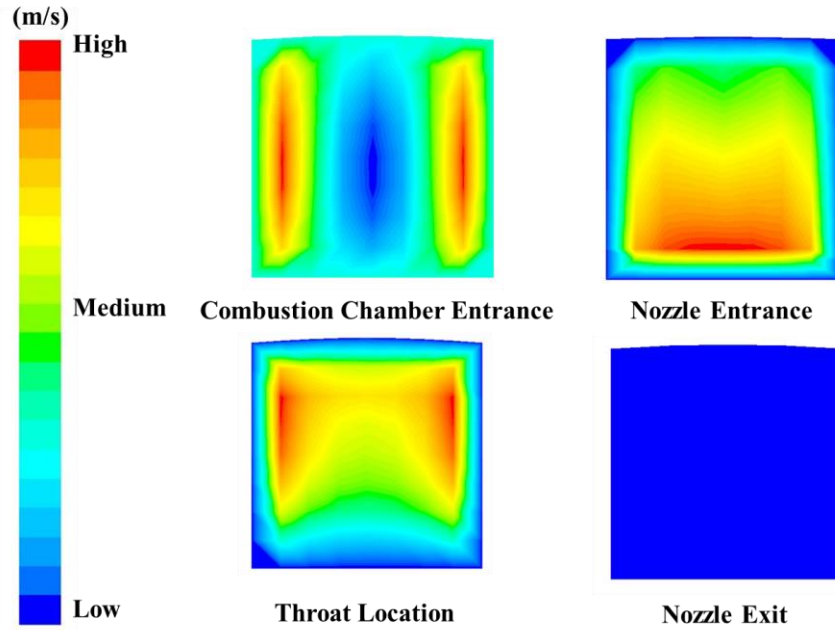 (m/s)
High
Medium
Low
Combustion Chamber Entrance
Nozzle Entrance
Throat Location
Nozzle Exit